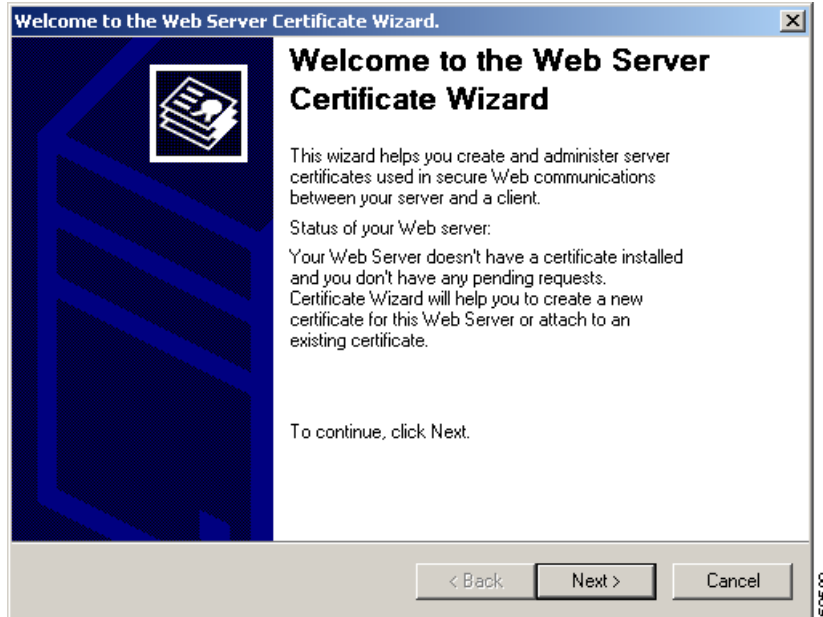 Welcome to the Web Server Certificate Wizard.
Welcome to the Web Server
Certificate Wizard
This wizard helps you create and administer server
certificates used in secure Web communications
between your server and a client.
Status of your Web server:
Your Web Server doesn't have a certificate installed
and you don't have any pending requests.
Certificate Wizard will help you to create a new
certificate for this Web Server or attach to an
existing certificate.
To continue, click Next.
< Back
Next >
Cancel